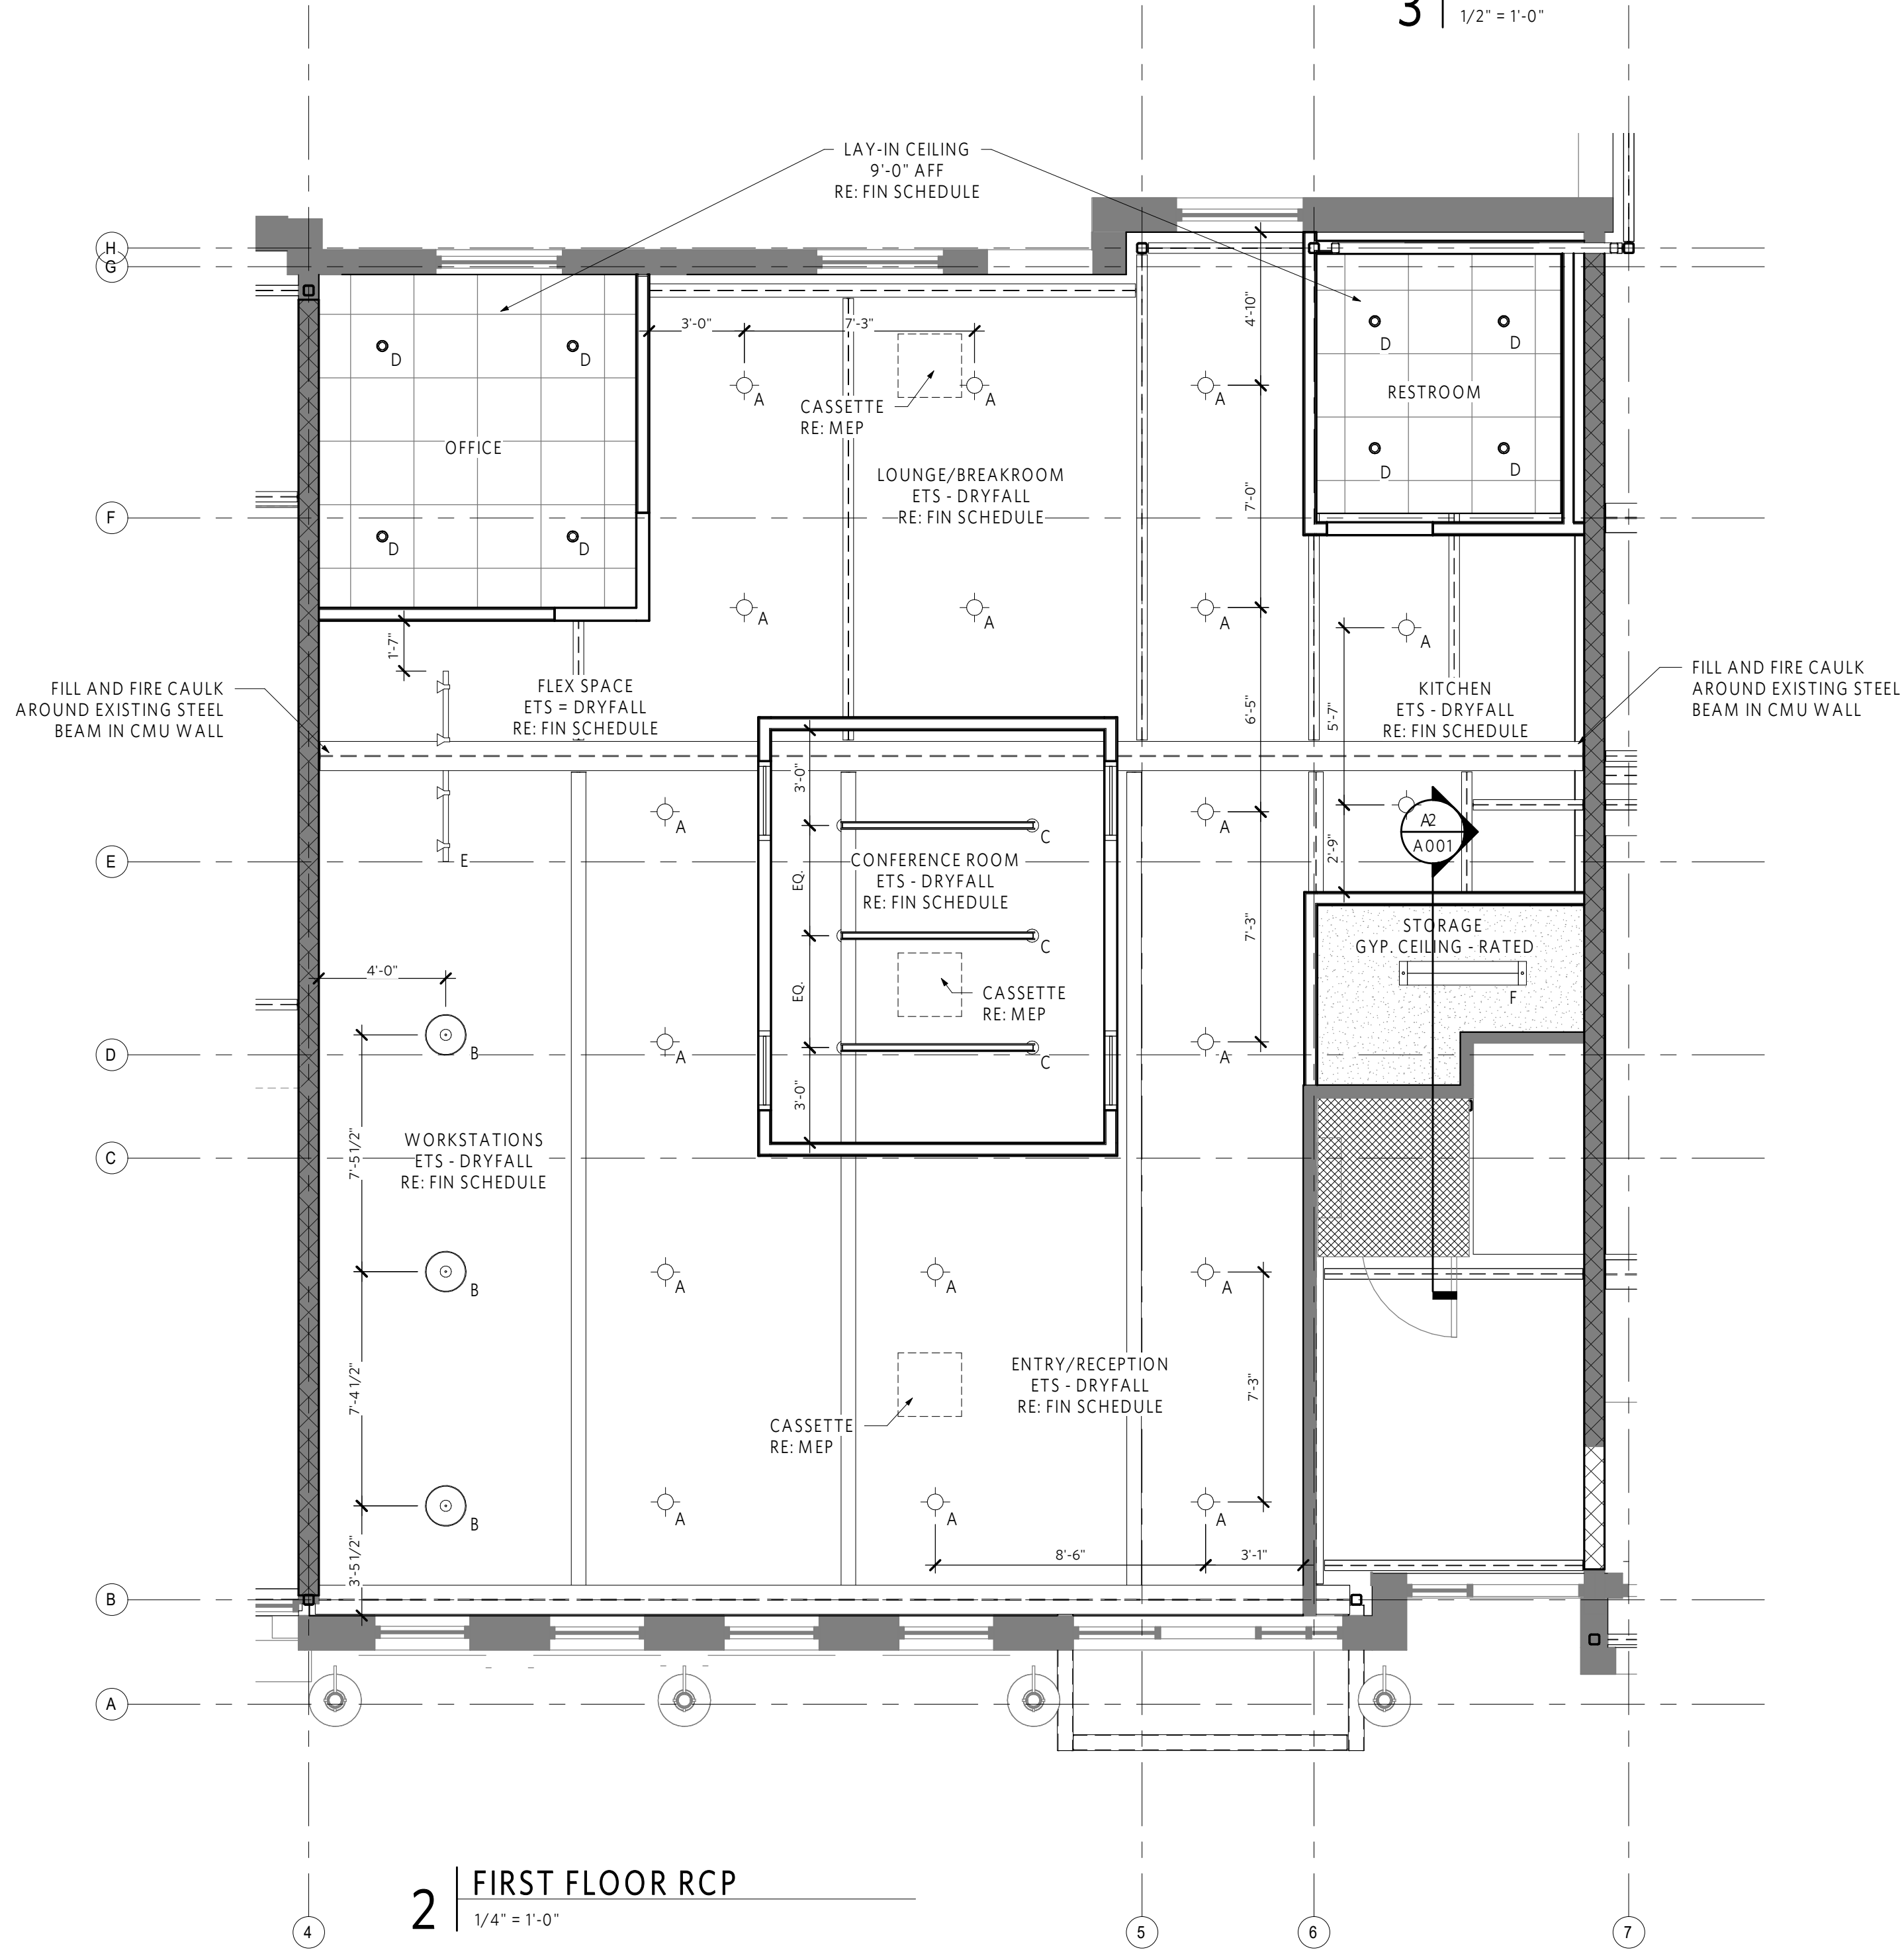 3
1/2" = 1'-0"
LAY-IN CEILING
9'-0" AFF
RE: FIN SCHEDULE
H
G
4'-10"
3'-0"
7'-3"
D
D
D
D
A
A
A
CASSETTE
RE: MEP
RESTROOM
OFFICE
D
D
LOUNGE/BREAKROOM
ETS - DRYFALL
RE: FIN SCHEDULE
7'-0"
F
D
D
A
A
A
A
1'-7"
FILL AND FIRE CAULK
AROUND EXISTING STEEL
BEAM IN CMU WALL
FLEX SPACE
ETS = DRYFALL
RE: FIN SCHEDULE
6'-5"
5'-7"
KITCHEN
ETS - DRYFALL
RE: FIN SCHEDULE
FILL AND FIRE CAULK
AROUND EXISTING STEEL
BEAM IN CMU WALL
3'-0"
A
A
C
A2
A001
2'-9"
E
E
CONFERENCE ROOM
ETS - DRYFALL
RE: FIN SCHEDULE
EQ.
7'-3"
STORAGE
GYP. CEILING - RATED
C
4'-0"
EQ.
CASSETTE
RE: MEP
F
D
B
A
C
A
3'-0"
7'-5 1/2"
WORKSTATIONS
ETS - DRYFALL
RE: FIN SCHEDULE
C
B
A
A
A
7'-4 1/2"
ENTRY/RECEPTION
ETS - DRYFALL
RE: FIN SCHEDULE
7'-3"
CASSETTE
RE: MEP
B
A
A
A
3'-5 1/2"
8'-6"
3'-1"
B
A
2
FIRST FLOOR RCP
1/4" = 1'-0"
4
5
6
7